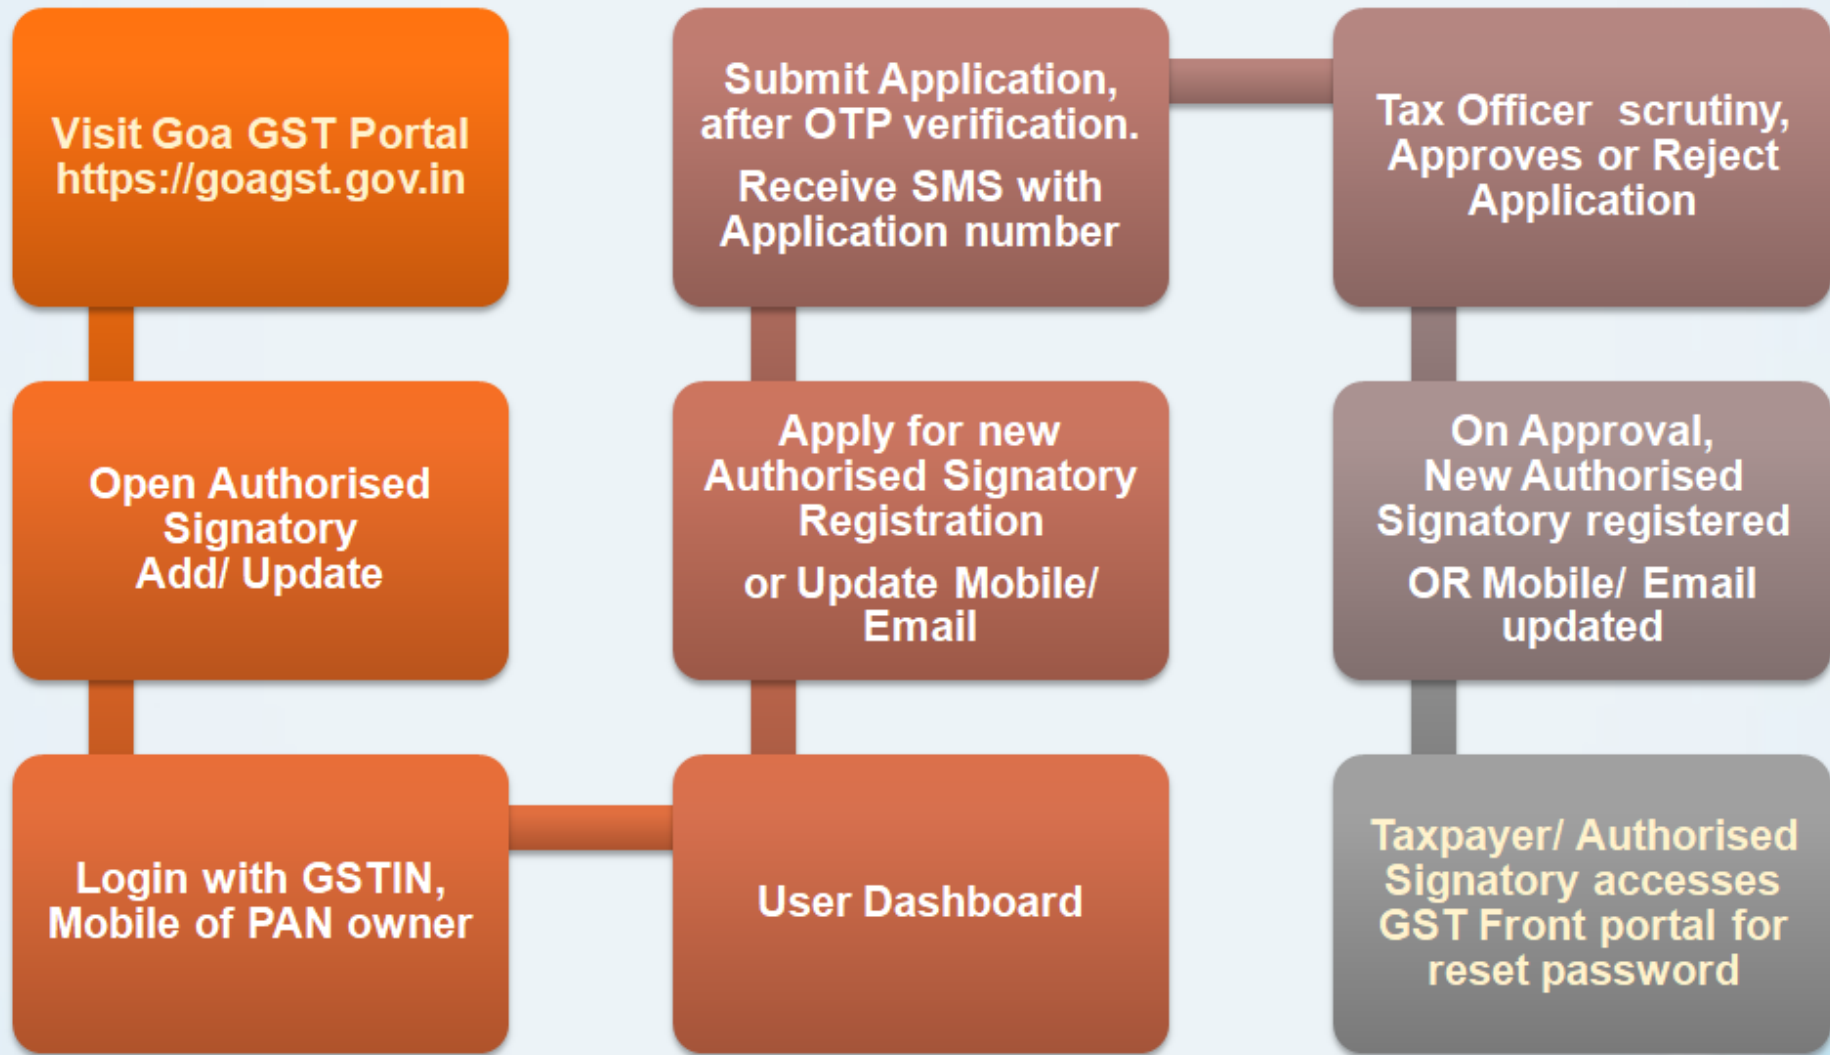 Visit Goa GST Portal
https://goagst.gov.in
Open Authorised
Signatory
Add/ Update
Login with GSTIN,
Mobile of PAN owner
User Dashboard
Apply for new
Authorised Signatory
Registration
or Update Mobile/
Email
Submit Application,
after OTP verification.
Receive SMS with
Application number
Tax Officer scrutiny,
Approves or Reject
Application
On Approval,
New Authorised
Signatory registered
OR Mobile/ Email
updated
Taxpayer/ Authorised
Signatory accesses
GST Front portal for
reset password